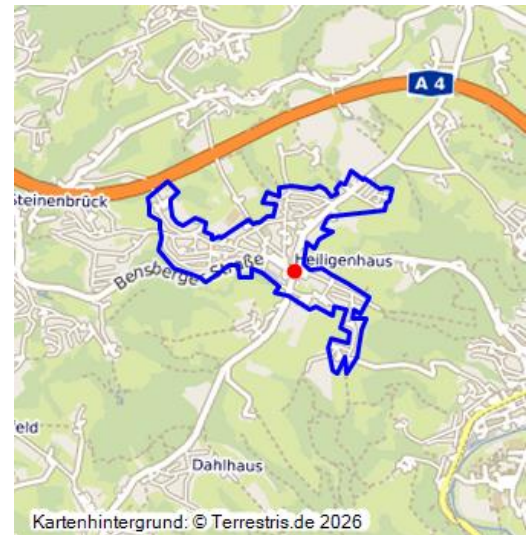 A 4
Steinenbrück
Heiligenhaus
Bensberger Straße
feld
Dahlhaus
Kartenhintergrund: © Terrestris.de 2026